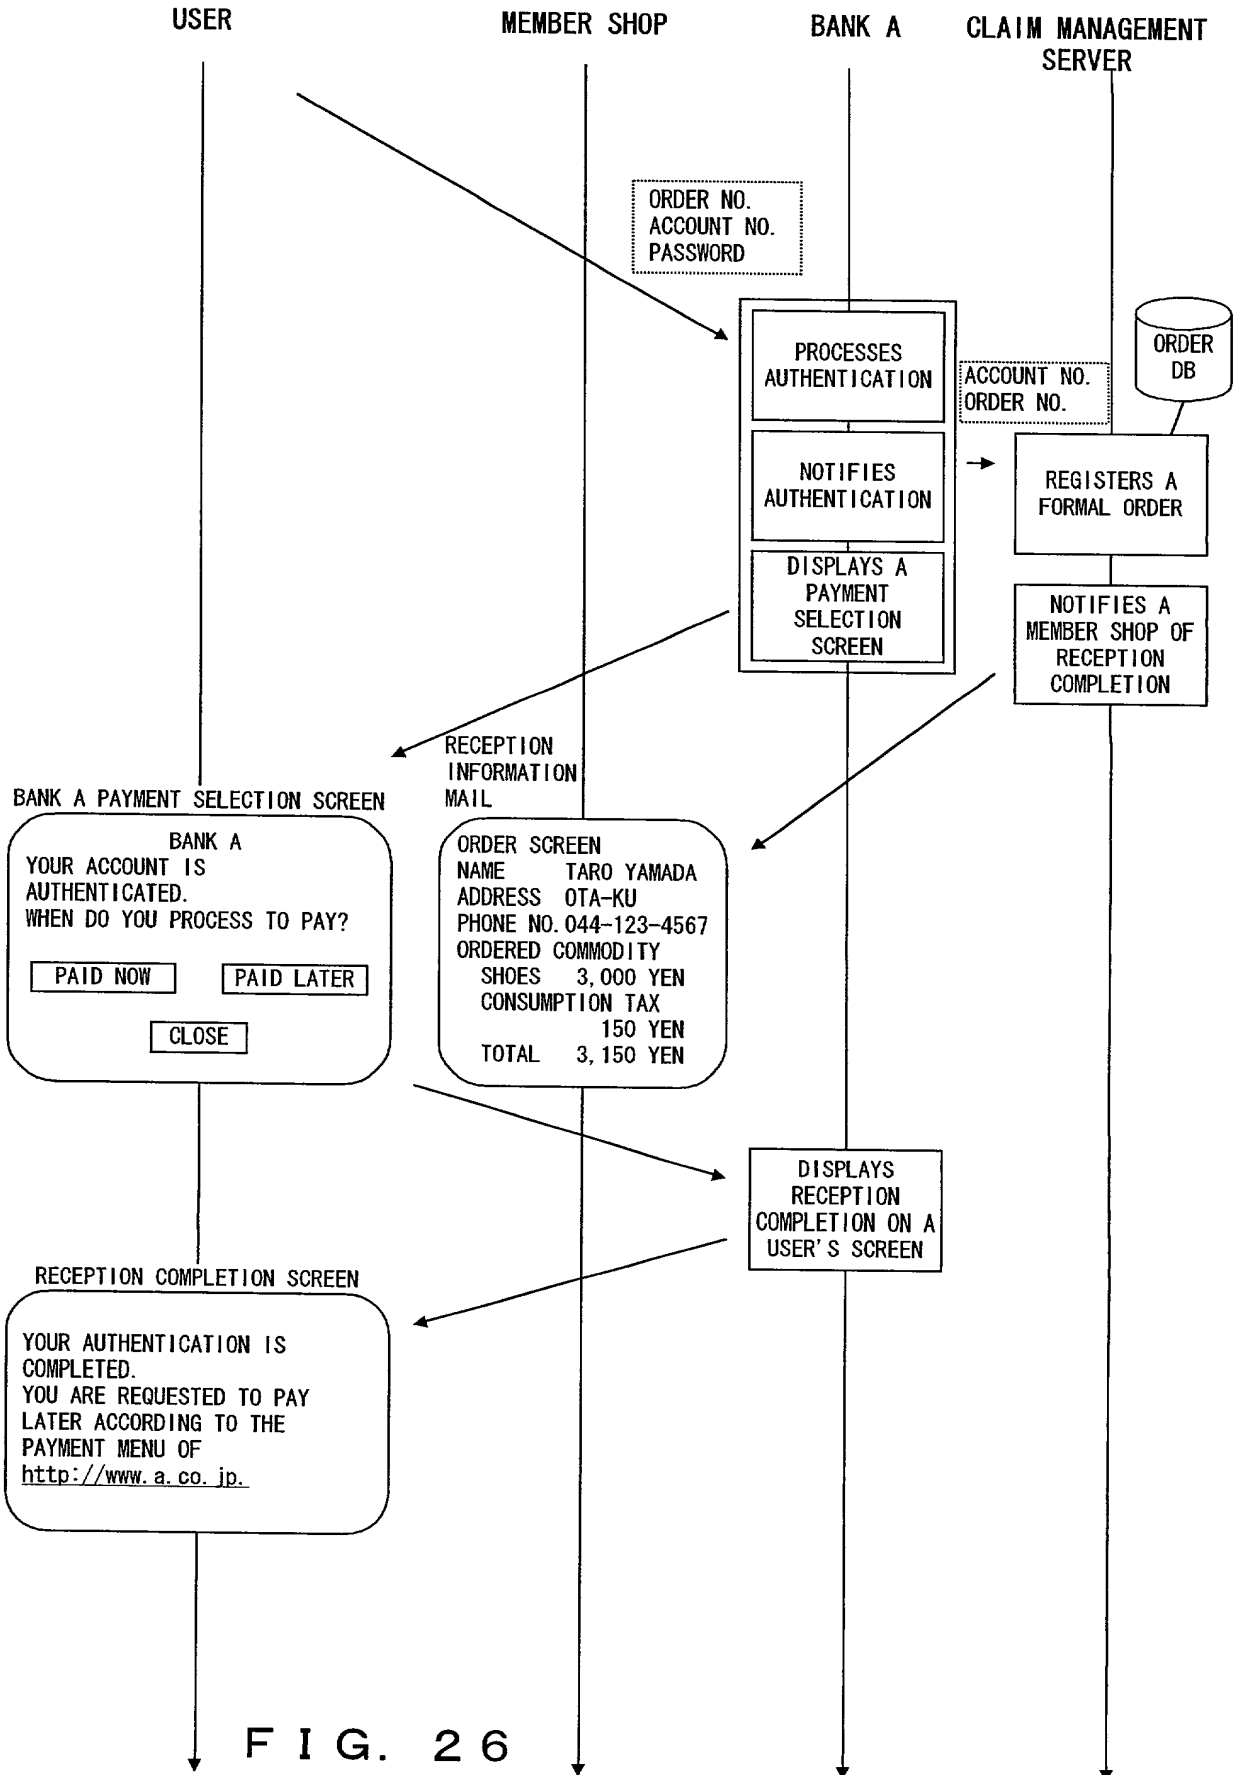 USER
MEMBER SHOP
BANK A
CLAIM MANAGEMENT
SERVER
ORDER NO.
ACCOUNT NO.
PASSWORD
PROCESSES
AUTHENTICATION
ACCOUNT NO.
ORDER NO.
ORDER
DB
NOTIFIES
AUTHENTICATION
REGISTERS A
FORMAL ORDER
DISPLAYS A
PAYMENT
SELECTION
SCREEN
NOTIFIES A
MEMBER SHOP OF
RECEPTION
COMPLETION
RECEPTION
INFORMATION
MAIL
BANK A PAYMENT SELECTION SCREEN
BANK A
YOUR ACCOUNT IS
AUTHENTICATED.
WHEN DO YOU PROCESS TO PAY?
PAID NOW
PAID LATER
CLOSE
ORDER SCREEN
NAME TARO YAMADA
ADDRESS OTA-KU
PHONE NO. 044-123-4567
ORDERED COMMODITY
SHOES 3,000 YEN
CONSUMPTION TAX
150 YEN
TOTAL 3,150 YEN
DISPLAYS
RECEPTION
COMPLETION ON A
USER'S SCREEN
RECEPTION COMPLETION SCREEN
YOUR AUTHENTICATION IS
COMPLETED.
YOU ARE REQUESTED TO PAY
LATER ACCORDING TO THE
PAYMENT MENU OF
http://www.a.co.jp.
FIG. 26